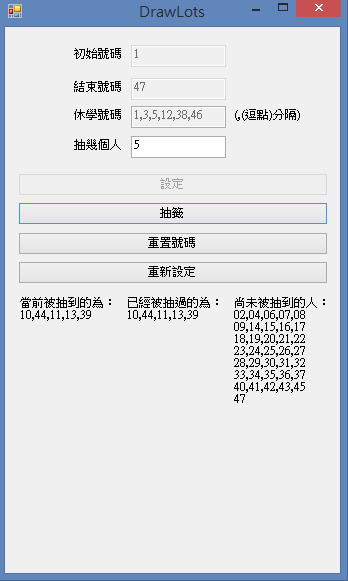 DrawLots
初始號碼 1
結束號碼 47
休學號碼 1,3,5,12,38,46 (,(逗點)分隔)
抽幾個人 5
設定
抽籤
重置號碼
重新設定
當前被抽到的為： 已經被抽過的為： 尚未被抽到的人：
10,44,11,13,39 10,44,11,13,39 02,04,06,07,08
09,14,15,16,17
18,19,20,21,22
23,24,25,26,27
28,29,30,31,32
33,34,35,36,37
40,41,42,43,45
47